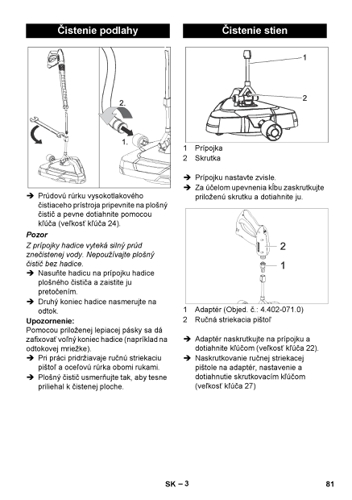 Čistenie podlahy
2.
1.
➔ Prúdovú rúrku vysokotlakového
čistiaceho prístroja pripevnite na plošný
čistič a pevne dotiahnite pomocou
kľúča (veľkosť kľúča 24).
Pozor
Z prípojky hadice vyteká silný prúd
znečistenej vody. Nepoužívajte plošný
čistič bez hadice.
➔ Nasuňte hadicu na prípojku hadice
plošného čističa a zaistite ju
pretočením.
➔ Druhý koniec hadice nasmerujte na
odtok.
Upozornenie:
Pomocou priloženej lepiacej pásky sa dá
zafixovať voľný koniec hadice (napríklad na
odtokovej mriežke).
➔ Pri práci pridržiavaje ručnú striekaciu
pištoľ a oceľovú rúrka obomi rukami.
➔ Plošný čistič usmerňujte tak, aby tesne
priliehal k čistenej ploche.
Čistenie stien
1
2
1 Prípojka
2 Skrutka
➔ Prípojku nastavte zvisle.
➔ Za účelom upevnenia kĺbu zaskrutkujte
priloženú skrutku a dotiahnite ju.
2
1
1 Adaptér (Objed. č.: 4.402-071.0)
2 Ručná striekacia pištoľ
➔ Adaptér naskrutkujte na prípojku a
dotiahnite kľúčom (veľkosť kľúča 22).
➔ Naskrutkovanie ručnej striekacej
pištole na adaptér, nastavenie a
dotiahnutie skrutkovacím kľúčom
(veľkosť kľúča 27)
SK – 3
81